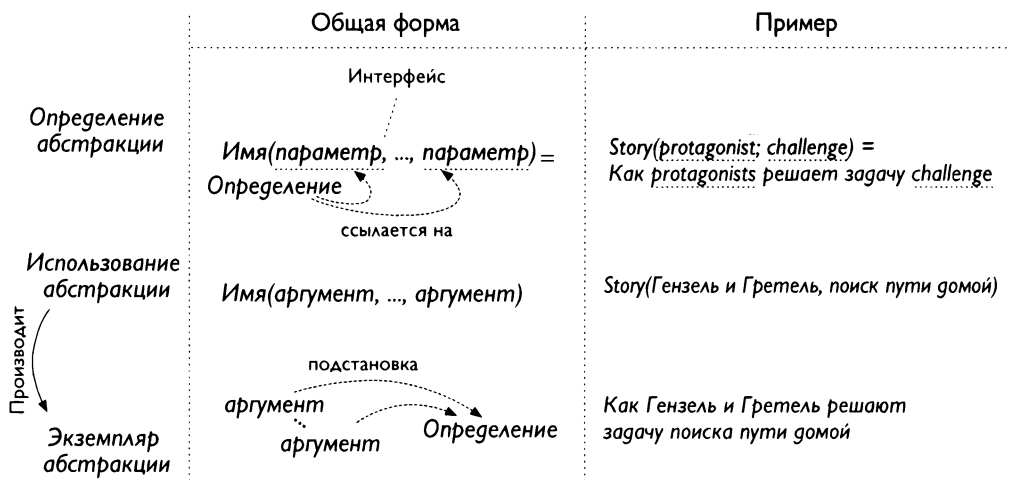 Общая форма
Пример
Интерфейс
Определение
абстракции
Имя(параметр, ..., параметр) =
Определение
ссылается на
Story(protagonist; challenge) =
Как protagonists решает задачу challenge
Использование
абстракции
Имя(аргумент, ..., аргумент)
Story(Гензель и Гретель, поиск пути домой)
Производит
подстановка
аргумент
аргумент
Определение
Экземпляр
абстракции
Как Гензель и Гретель решают
задачу поиска пути домой